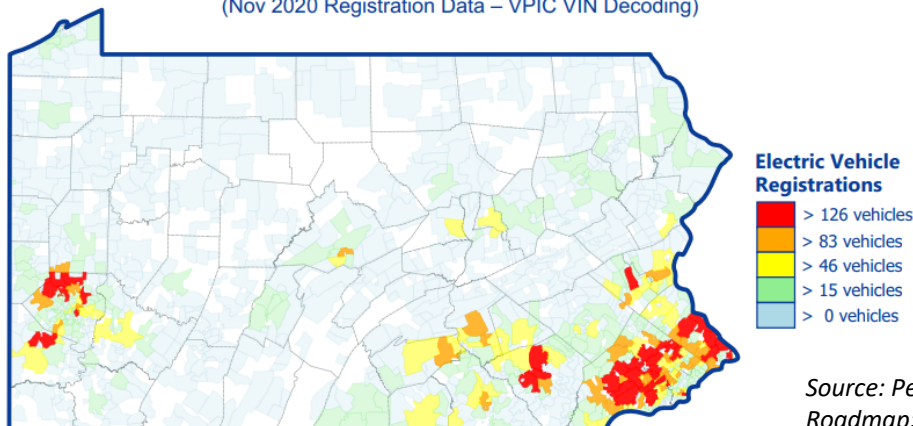 (Nov 2020 Registration Data – VPIC VIN Decoding)
Electric Vehicle
Registrations
> 126 vehicles
> 83 vehicles
> 46 vehicles
> 15 vehicles
> 0 vehicles
Source:
Roadmap